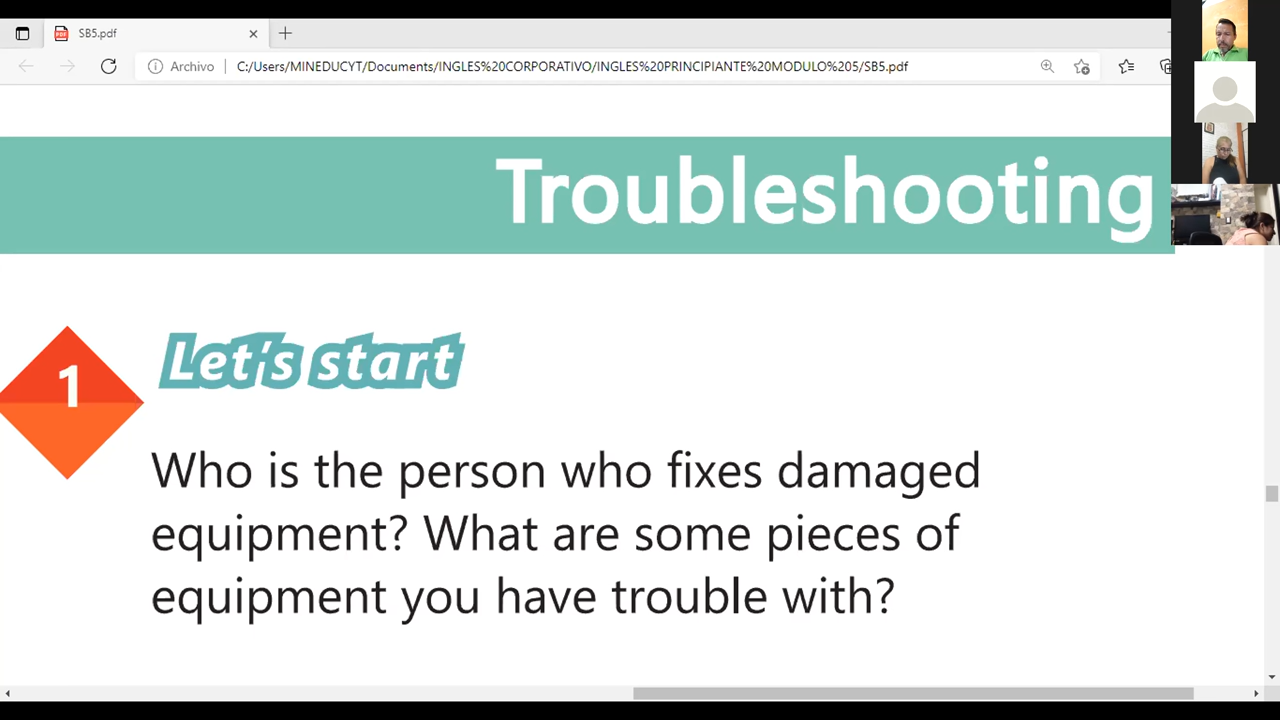 SB5.pdf
PDF
Archivo
C:/Users/MINEDUCYT/Documents/INGLES%20CORPORATIVO/INGLES%20PRINCIPIANTE%20MODULO%205/SB5.pdf
Troubleshooting
1
Let's start
Who is the person who fixes damaged
equipment? What are some pieces of
equipment you have trouble with?